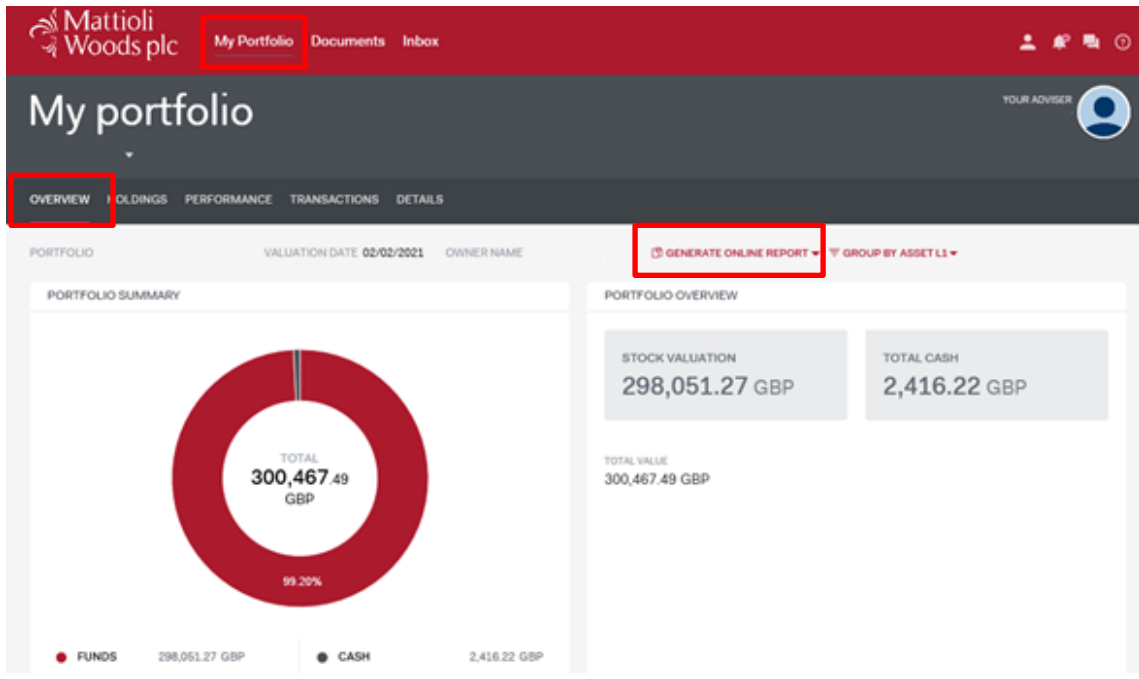 Mattioli
Woods plc
My Portfolio Documents Inbox
My portfolio
YOUR ADVISER
OVERVIEW HOLDINGS PERFORMANCE TRANSACTIONS DETAILS
PORTFOLIO VALUATION DATE 02/02/2021 OWNER NAME GENERATE ONLINE REPORT GROUP BY ASSET L1
PORTFOLIO SUMMARY
PORTFOLIO OVERVIEW
STOCK VALUATION
298,051.27 GBP
TOTAL CASH
2,416.22 GBP
TOTAL VALUE
300,467.49 GBP
TOTAL
300,467.49
GBP
99.20%
FUNDS 298,051.27 GBP CASH 2,416.22 GBP